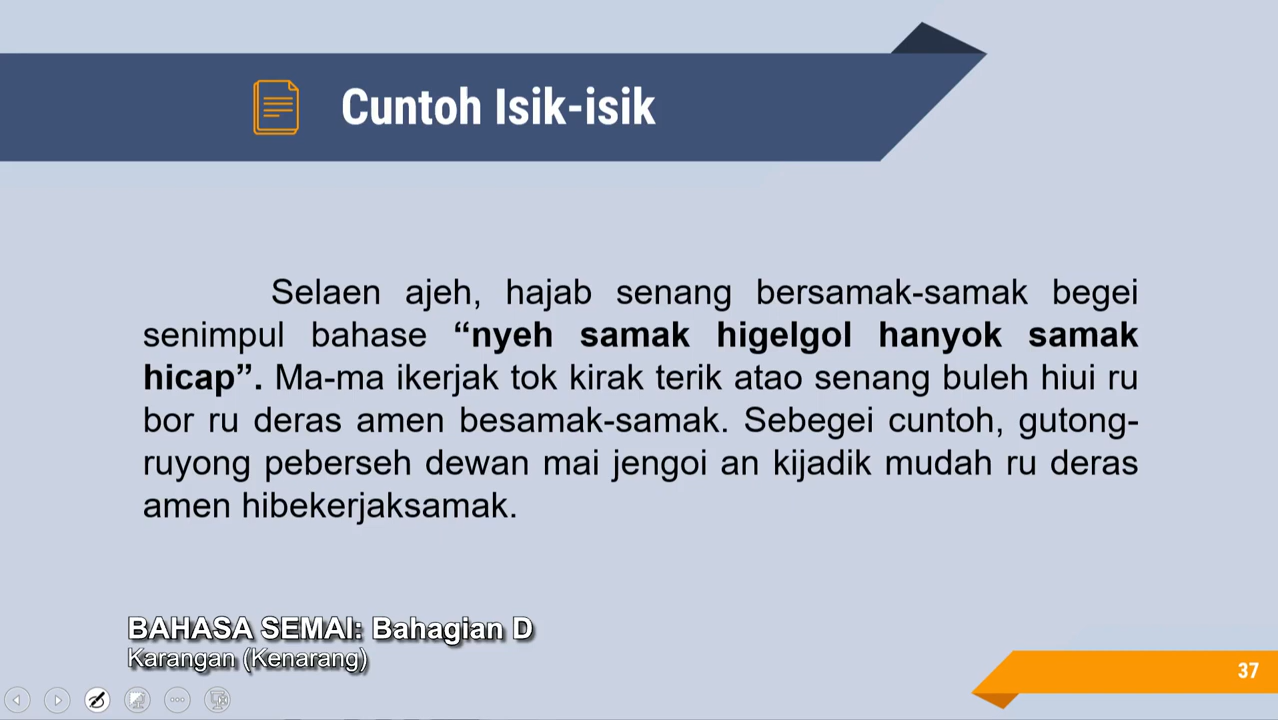 Cuntoh Isik-isik
Selaen ajeh, hajab senang bersamak-samak begei
senimpul bahase “nyeh samak higelgol hanyok samak
hicap”. Ma-ma ikerjak tok kirak terik atao senang buleh hiui ru
bor ru deras amen besamak-samak. Sebegei cuntoh, gutong-
ruyong peberseh dewan mai jengoi an kijadik mudah ru deras
amen hibekerjaksamak.
BAHASA SEMAI: Bahagian D
Karangan (Kenarang)
37